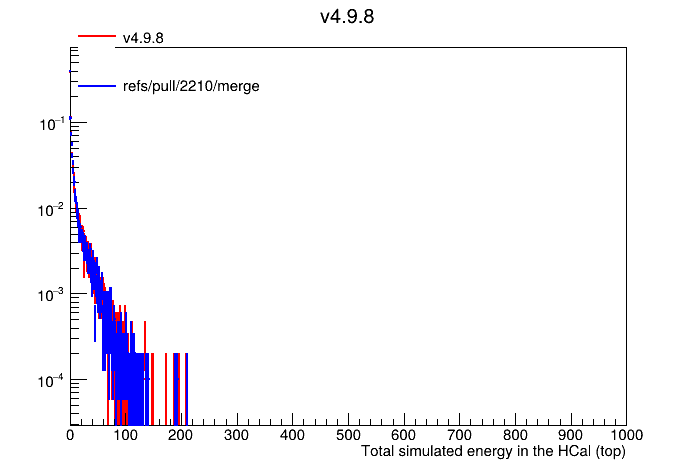 v4.9.8
v4.9.8
refs/pull/2210/merge
10⁻¹
10⁻²
10⁻³
10⁻⁴
0 100 200 300 400 500 600 700 800 900 1000
Total simulated energy in the HCal (top)